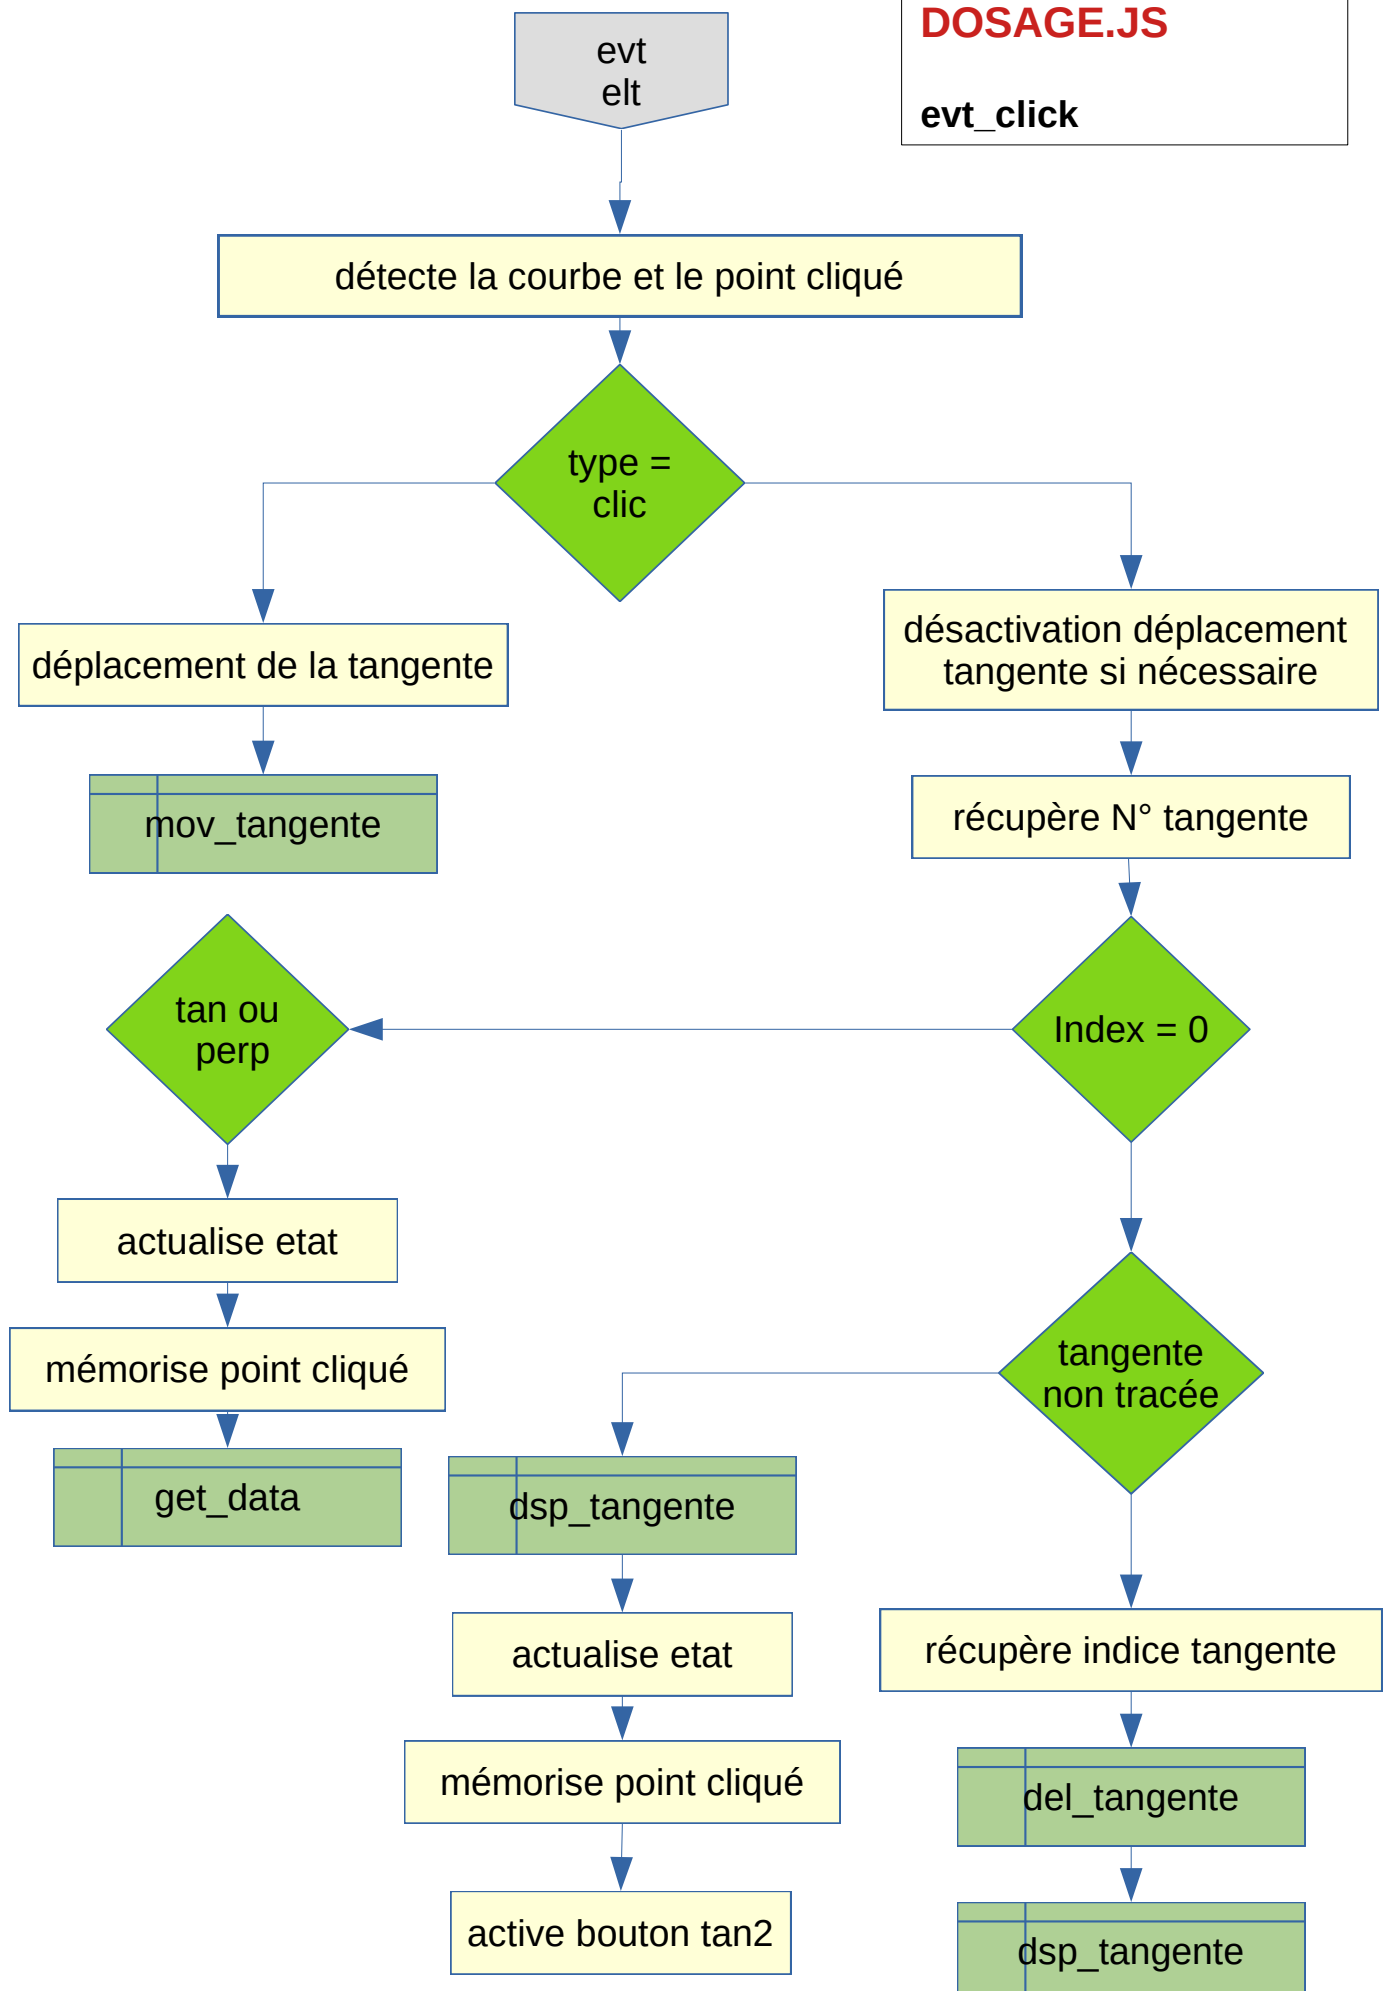 DOSAGE.JS
evt_click
evt
elt
détecte la courbe et le point cliqué
type =
clic
déplacement de la tangente
désactivation déplacement
tangente si nécessaire
mov_tangente
récupère N° tangente
tan ou
perp
Index = 0
actualise etat
mémorise point cliqué
get_data
tangente
non tracée
dsp_tangente
actualise etat
mémorise point cliqué
active bouton tan2
récupère indice tangente
del_tangente
dsp_tangente